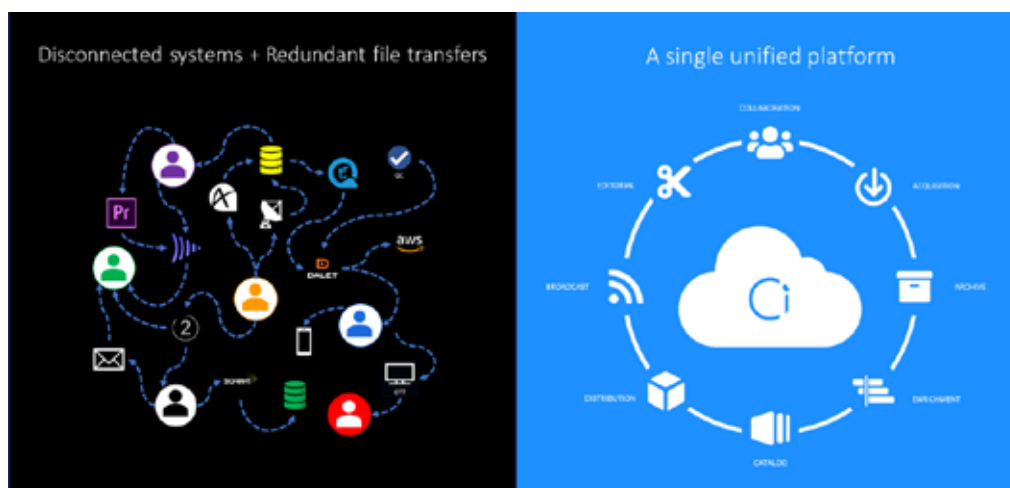 Disconnected systems + Redundant file transfers
QC
Pr
aws
DALET
2
A single unified platform
COLLABORATION
EDITORIAL
ACQUISITION
BROADCAST
Ci
ARCHIVE
DISTRIBUTION
ENRICHMENT
CATALOG